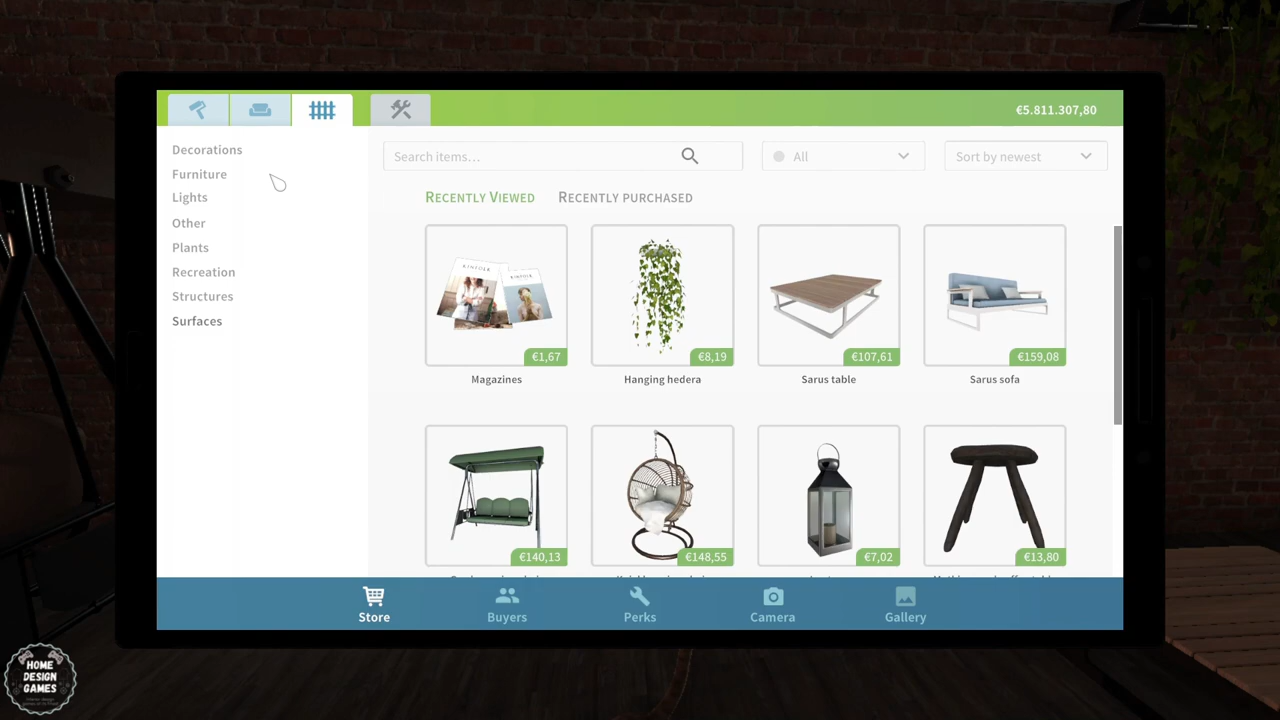 €5.811.307,80
Decorations
Furniture
Lights
Other
Plants
Recreation
Structures
Surfaces
Search items...
All
Sort by newest
RECENTLY VIEWED
RECENTLY PURCHASED
KINFOLK
KINFOLK
€1,67
€8,19
€107,61
€159,08
Magazines
Hanging hedera
Sarus table
Sarus sofa
€140,13
€148,55
€7,02
€13,80
Store
Buyers
Perks
Camera
Gallery
HOME
DESIGN
GAMES